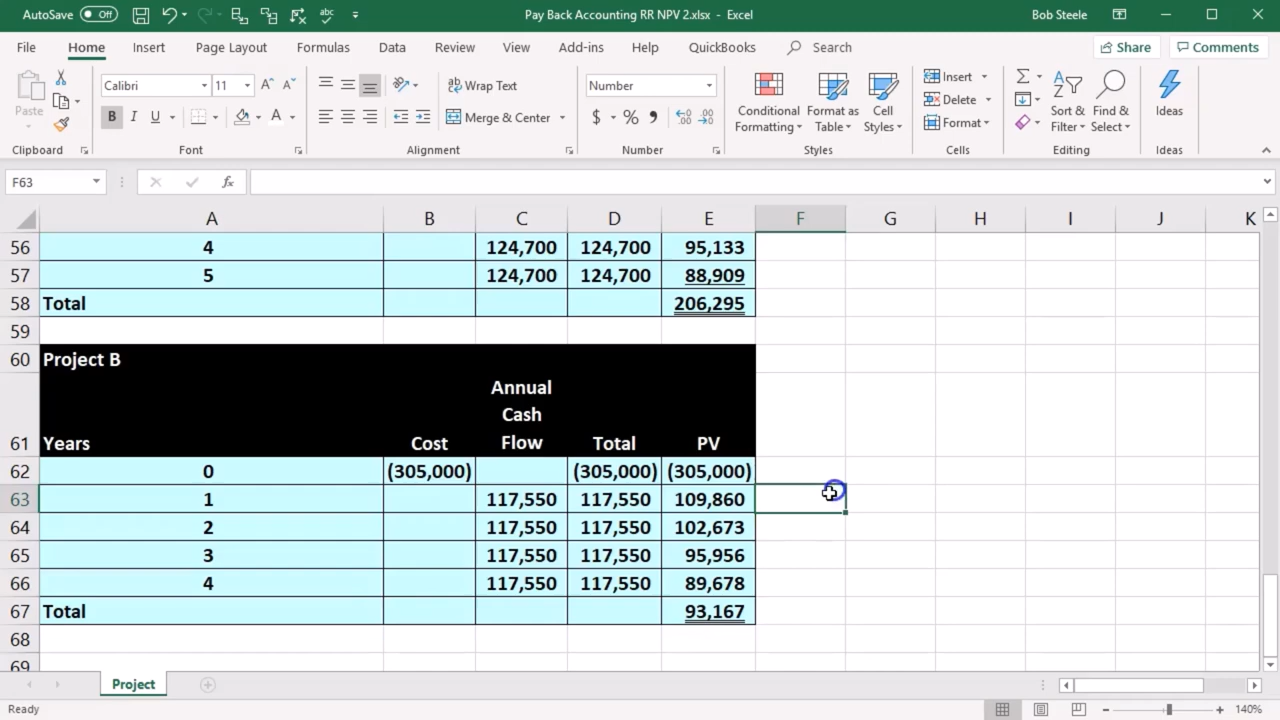 AutoSave Off Pay Back Accounting RR NPV 2.xlsx - Excel Bob Steele
File Home Insert Page Layout Formulas Data Review View Add-ins Help QuickBooks Search Share Comments
Paste Calibri 11 Wrap Text Number Conditional Formatting Format as Table Cell Styles Insert Sort & Filter Find & Select Ideas
Delete
B I U Merge & Center $ % Format
Clipboard Font Alignment Number Styles Cells Editing Ideas
F63 fx
A B C D E F G H I J K
56 4 124,700 124,700 95,133
57 5 124,700 124,700 88,909
58 Total 206,295
59
60 Project B
Annual
Cash
61 Years Cost Flow Total PV
62 0 (305,000) (305,000) (305,000)
63 1 117,550 117,550 109,860
64 2 117,550 117,550 102,673
65 3 117,550 117,550 95,956
66 4 117,550 117,550 89,678
67 Total 93,167
68
69
Project
Ready 140%